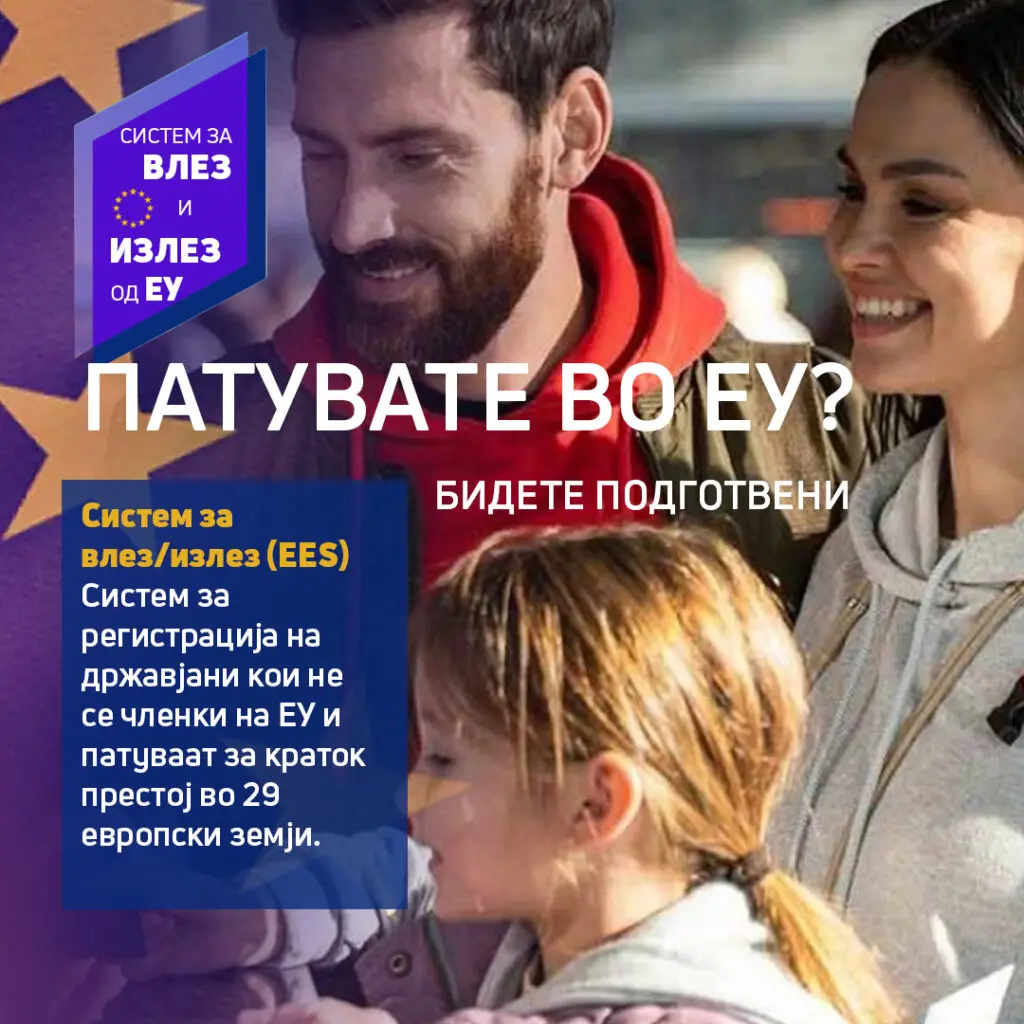 СИСТЕМ ЗА
ВЛЕЗ
И
ИЗЛЕЗ
ОД ЕУ
ПАТУВАТЕ ВО ЕУ?
БИДЕТЕ ПОДГОТВЕНИ
Систем за
влез/излез (EES)
Систем за
регистрација на
државјани кои не
се членки на ЕУ и
патуваат за краток
престој во 29
европски земји.